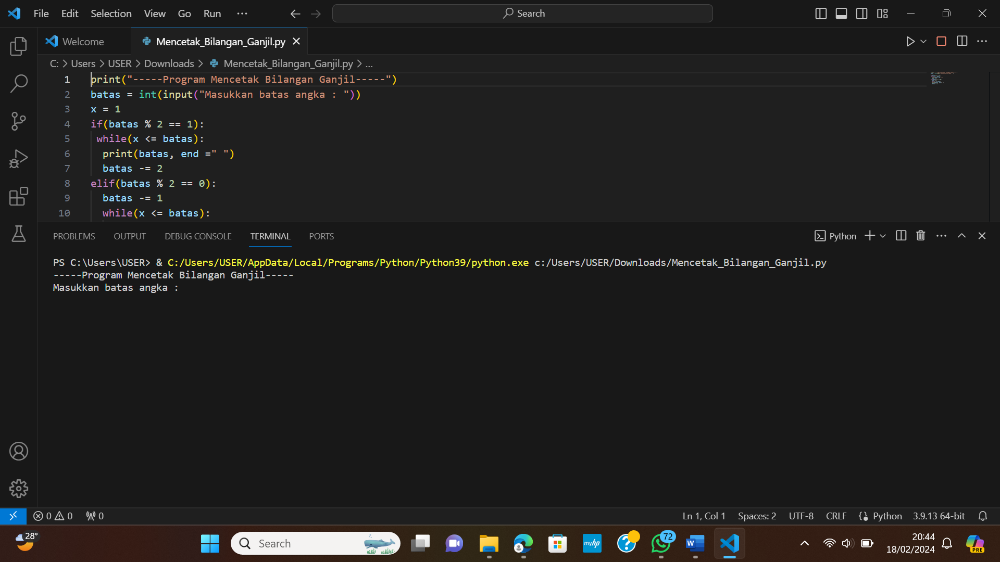 File Edit Selection View Go Run ··· Search
Welcome Mencetak_Bilangan_Ganjil.py
C: > Users > USER > Downloads > Mencetak_Bilangan_Ganjil.py > ...
1 print("-----Program Mencetak Bilangan Ganjil-----")
2 batas = int(input("Masukkan batas angka : "))
3 x = 1
4 if(batas % 2 == 1):
5 while(x <= batas):
6 print(batas, end =" ")
7 batas -= 2
8 elif(batas % 2 == 0):
9 batas -= 1
10 while(x <= batas):
PROBLEMS OUTPUT DEBUG CONSOLE TERMINAL PORTS Python
PS C:\Users\USER> & C:/Users/USER/AppData/Local/Programs/Python/Python39/python.exe c:/Users/USER/Downloads/Mencetak_Bilangan_Ganjil.py
-----Program Mencetak Bilangan Ganjil-----
Masukkan batas angka :
0 0 0 Ln 1, Col 1 Spaces: 2 UTF-8 CRLF Python 3.9.13 64-bit
28° Search myhp 72 W 20:44 PRE
18/02/2024